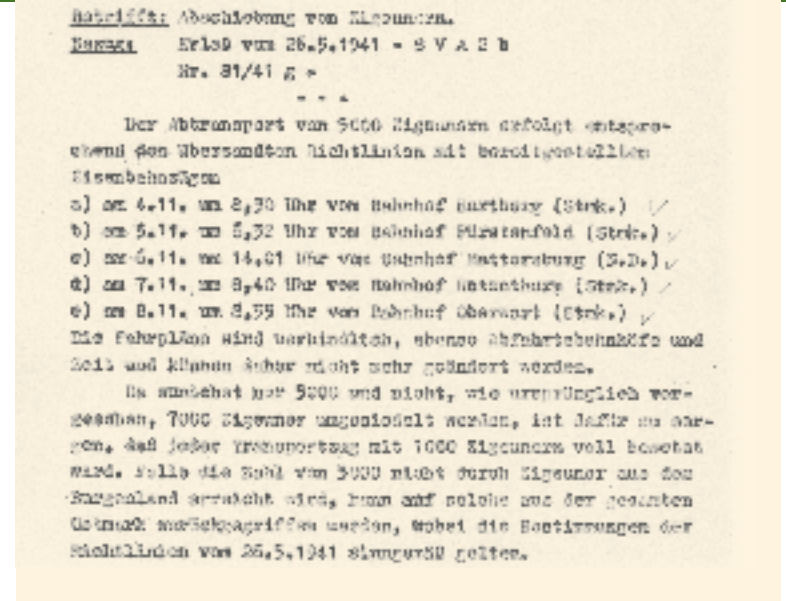 Betrifft: Abschiebung von Zigeunern.
Bezug: Erlaß vom 26.5.1941 - S V A 2 b
Nr. 81/41 g -
- - -
Der Abtransport von 5000 Zigeunern erfolgt entspre-
chend den übersandten Richtlinien mit bereitgestellten
Eisenbahnzügen
a) am 4.11. um 8,30 Uhr vom Bahnhof Hartberg (Stmk.)
b) am 5.11. um 5,32 Uhr vom Bahnhof Fürstenfeld (Stmk.)
c) am 6.11. um 14,01 Uhr vom Bahnhof Mattersburg (N.D.)
d) am 7.11. um 8,40 Uhr vom Bahnhof (Stmk.)
e) am 8.11. um 8,35 Uhr vom Bahnhof Oberwart (Stmk.)
Die Fahrpläne sind verbindlich, ebenso Abfahrtsbahnhöfe und
Zeit und können daher nicht mehr geändert werden.
Da zunächst nur 5000 und nicht, wie ursprünglich vor-
gesehen, 7000 Zigeuner umgesiedelt werden, ist dafür zu sor-
gen, daß jeder Transportzug mit 1000 Zigeunern voll besetzt
wird. Falls die Zahl von 5000 nicht durch Zigeuner aus dem
Burgenland erreicht wird, kann auf solche aus der gesamten
Ostmark zurückgegriffen werden, wobei die Bestimmungen der
Richtlinien vom 26.5.1941 sinngemäß gelten.